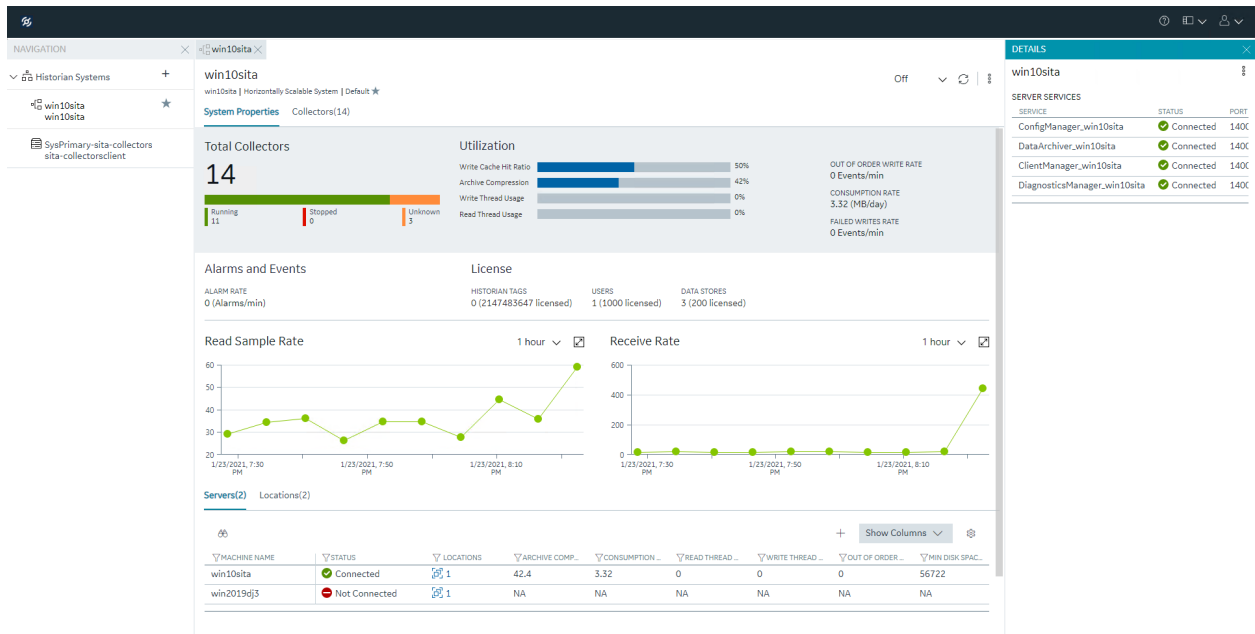 NAVIGATION
Historian Systems
win10sita
win10sita
SysPrimary-sita-collectors
sita-collectorsclient
win10sita
win10sita
win10sita | Horizontally Scalable System | Default
Off
System Properties Collectors(14)
Total Collectors
14
Running
11
Stopped
0
Unknown
3
Utilization
Write Cache Hit Ratio 50%
Archive Compression 42%
Write Thread Usage 0%
Read Thread Usage 0%
OUT OF ORDER WRITE RATE
0 Events/min
CONSUMPTION RATE
3.32 (MB/day)
FAILED WRITES RATE
0 Events/min
Alarms and Events
ALARM RATE
0 (Alarms/min)
License
HISTORIAN TAGS
0 (2147483647 licensed)
USERS
1 (1000 licensed)
DATA STORES
3 (200 licensed)
Read Sample Rate 1 hour
60
50
40
30
20
1/23/2021, 7:30
PM
1/23/2021, 7:50
PM
1/23/2021, 8:10
PM
Receive Rate 1 hour
600
400
200
0
1/23/2021, 7:30
PM
1/23/2021, 7:50
PM
1/23/2021, 8:10
PM
Servers(2) Locations(2)
Show Columns
MACHINE NAME STATUS LOCATIONS ARCHIVE COMP... CONSUMPTION ... READ THREAD ... WRITE THREAD ... OUT OF ORDER... MIN DISK SPAC...
win10sita Connected 1 42.4 3.32 0 0 0 56722
win2019dj3 Not Connected 1 NA NA NA NA NA NA
DETAILS
win10sita
SERVER SERVICES
SERVICE STATUS PORT
ConfigManager_win10sita Connected 1400
DataArchiver_win10sita Connected 1400
ClientManager_win10sita Connected 1400
DiagnosticsManager_win10sita Connected 1400